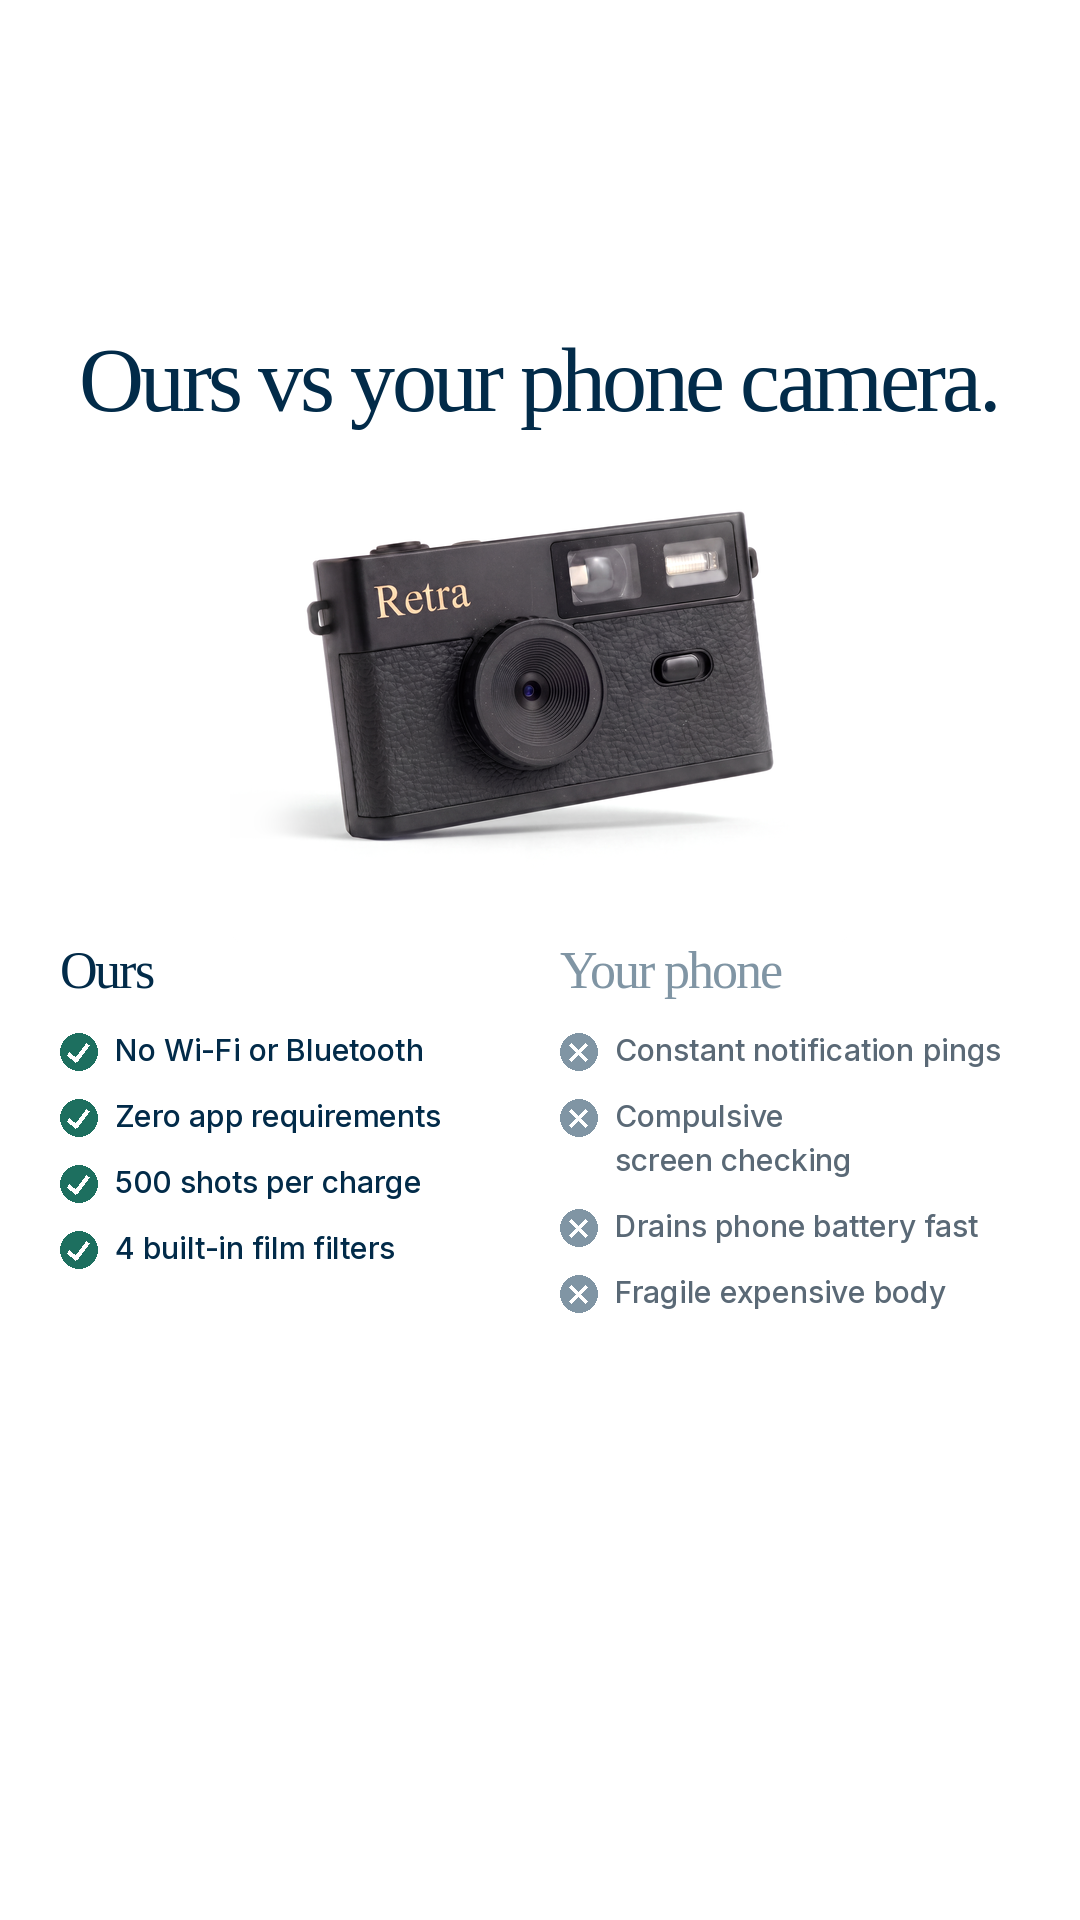 Ours vs your phone camera.
Retra
Ours
No Wi-Fi or Bluetooth
Zero app requirements
500 shots per charge
4 built-in film filters
Your phone
Constant notification pings
Compulsive
screen checking
Drains phone battery fast
Fragile expensive body